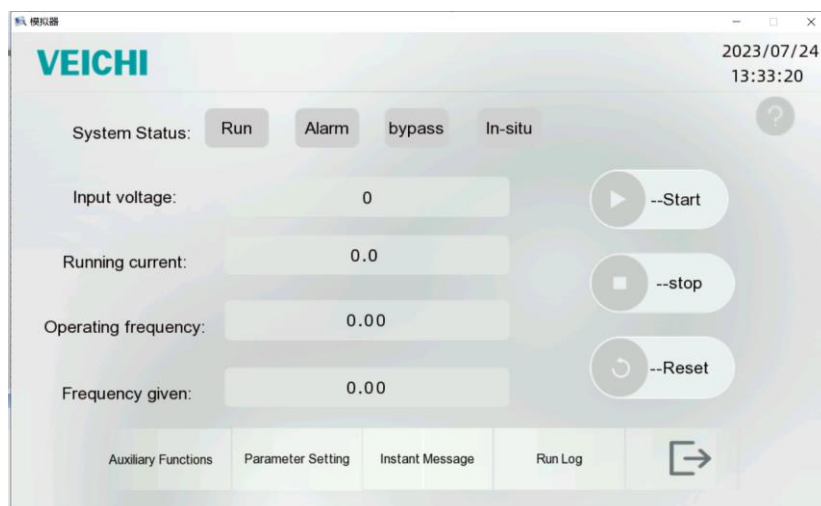 模拟器
VEICHI
2023/07/24
13:33:20
System Status: Run Alarm bypass In-situ
?
Input voltage: 0
--Start
Running current: 0.0
--stop
Operating frequency: 0.00
--Reset
Frequency given: 0.00
Auxiliary Functions Parameter Setting Instant Message Run Log